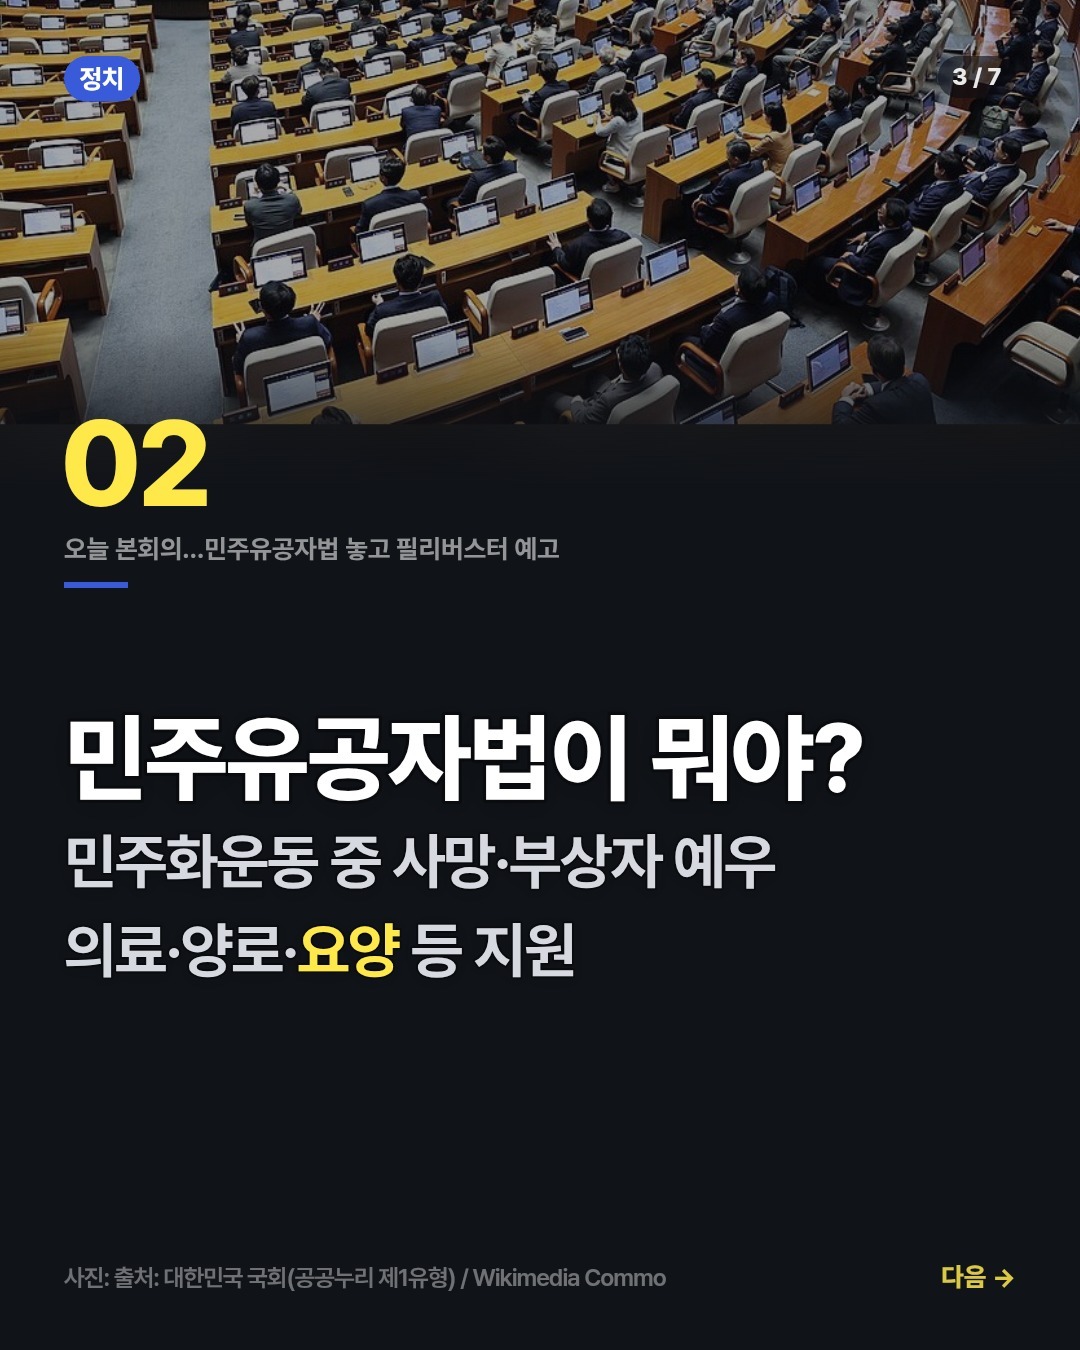 정치
3 / 7
02
오늘 본회의...민주유공자법 놓고 필리버스터 예고
민주유공자법이 뭐야?
민주화운동 중 사망·부상자 예우
의료·양로·요양 등 지원
사진: 출처: 대한민국 국회(공공누리 제1유형) / Wikimedia Commo
다음 →